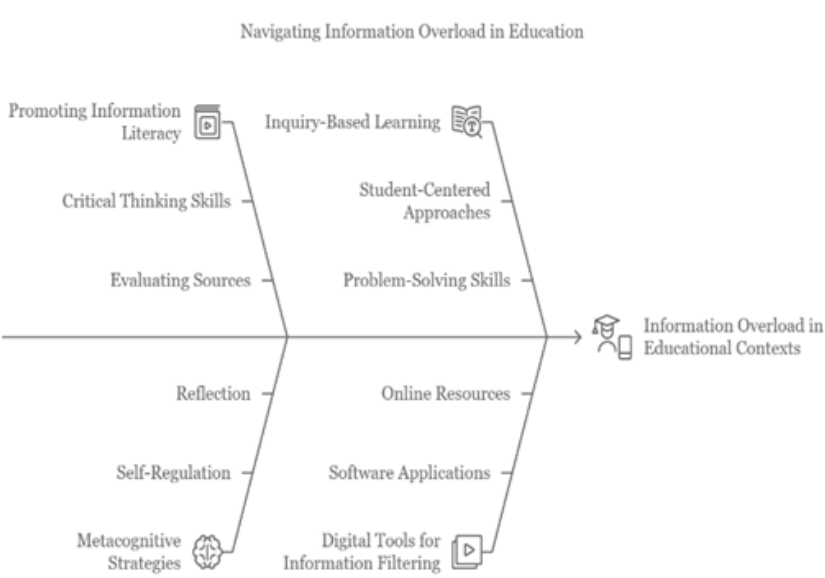 Navigating Information Overload in Education
Promoting Information
Literacy
Critical Thinking Skills
Evaluating Sources
Inquiry-Based Learning
Student-Centered
Approaches
Problem-Solving Skills
Information Overload in
Educational Contexts
Reflection
Self-Regulation
Metacognitive
Strategies
Online Resources
Software Applications
Digital Tools for
Information Filtering